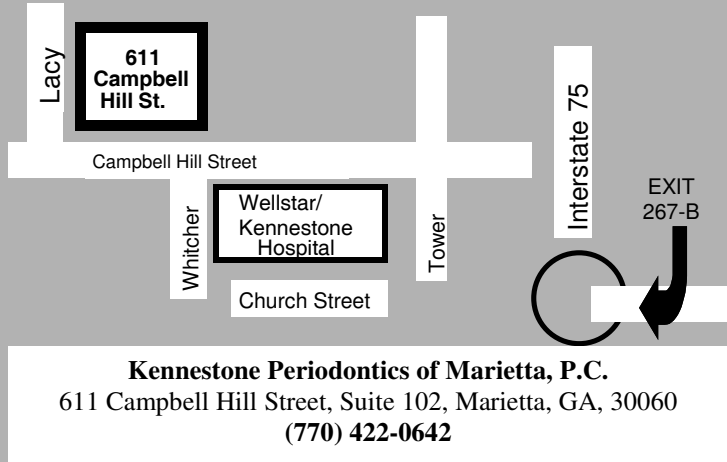 Lacy
611
Campbell
Hill St.
Interstate 75
Campbell Hill Street
EXIT
267-B
Whitcher
Wellstar/
Kennestone
Hospital
Tower
Church Street
Kennestone Periodontics of Marietta, P.C.
611 Campbell Hill Street, Suite 102, Marietta, GA, 30060
(770) 422-0642